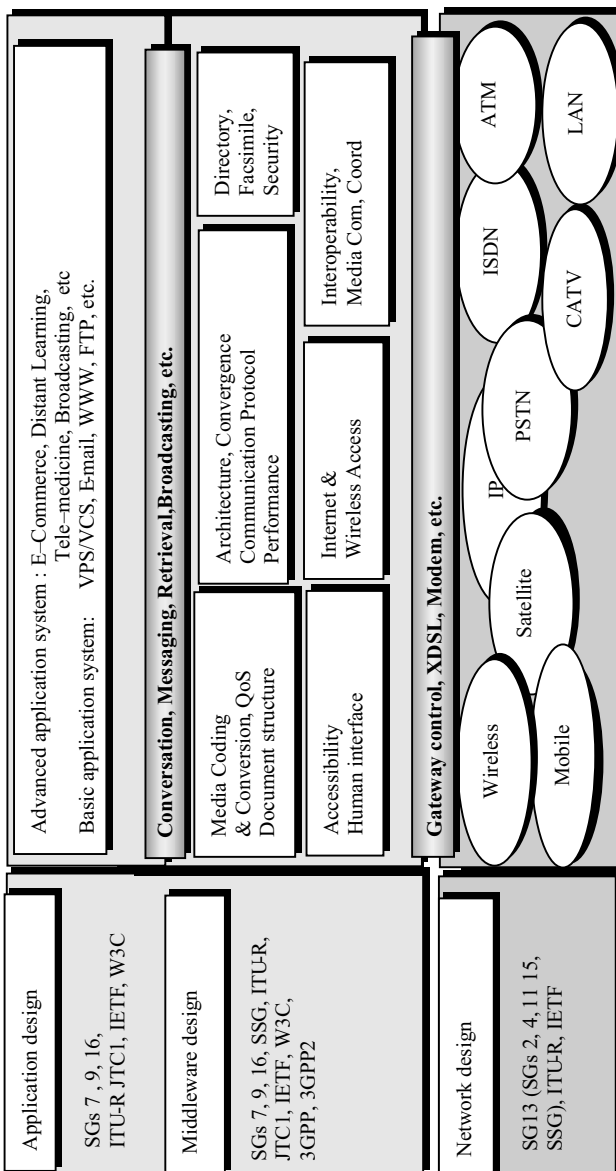 Application design
SGs 7 , 9, 16,
ITU-R JTC1, IETF, W3C
Advanced application system : E–Commerce, Distant Learning,
Tele–medicine, Broadcasting, etc
Basic application system: VPS/VCS, E-mail, WWW, FTP, etc.
Conversation, Messaging, Retrieval,Broadcasting, etc.
Middleware design
SGs 7, 9, 16, SSG, ITU-R,
JTC1, IETF, W3C,
3GPP, 3GPP2
Media Coding
& Conversion, QoS
Document structure
Architecture, Convergence
Communication Protocol
Performance
Directory,
Facsimile,
Security
Accessibility
Human interface
Internet &
Wireless Access
Interoperability,
Media Com, Coord
Gateway control, XDSL, Modem, etc.
Network design
SG13 (SGs 2, 4, 11 15,
SSG), ITU-R, IETF
Wireless
Satellite
IP
PSTN
ISDN
ATM
Mobile
CATV
LAN